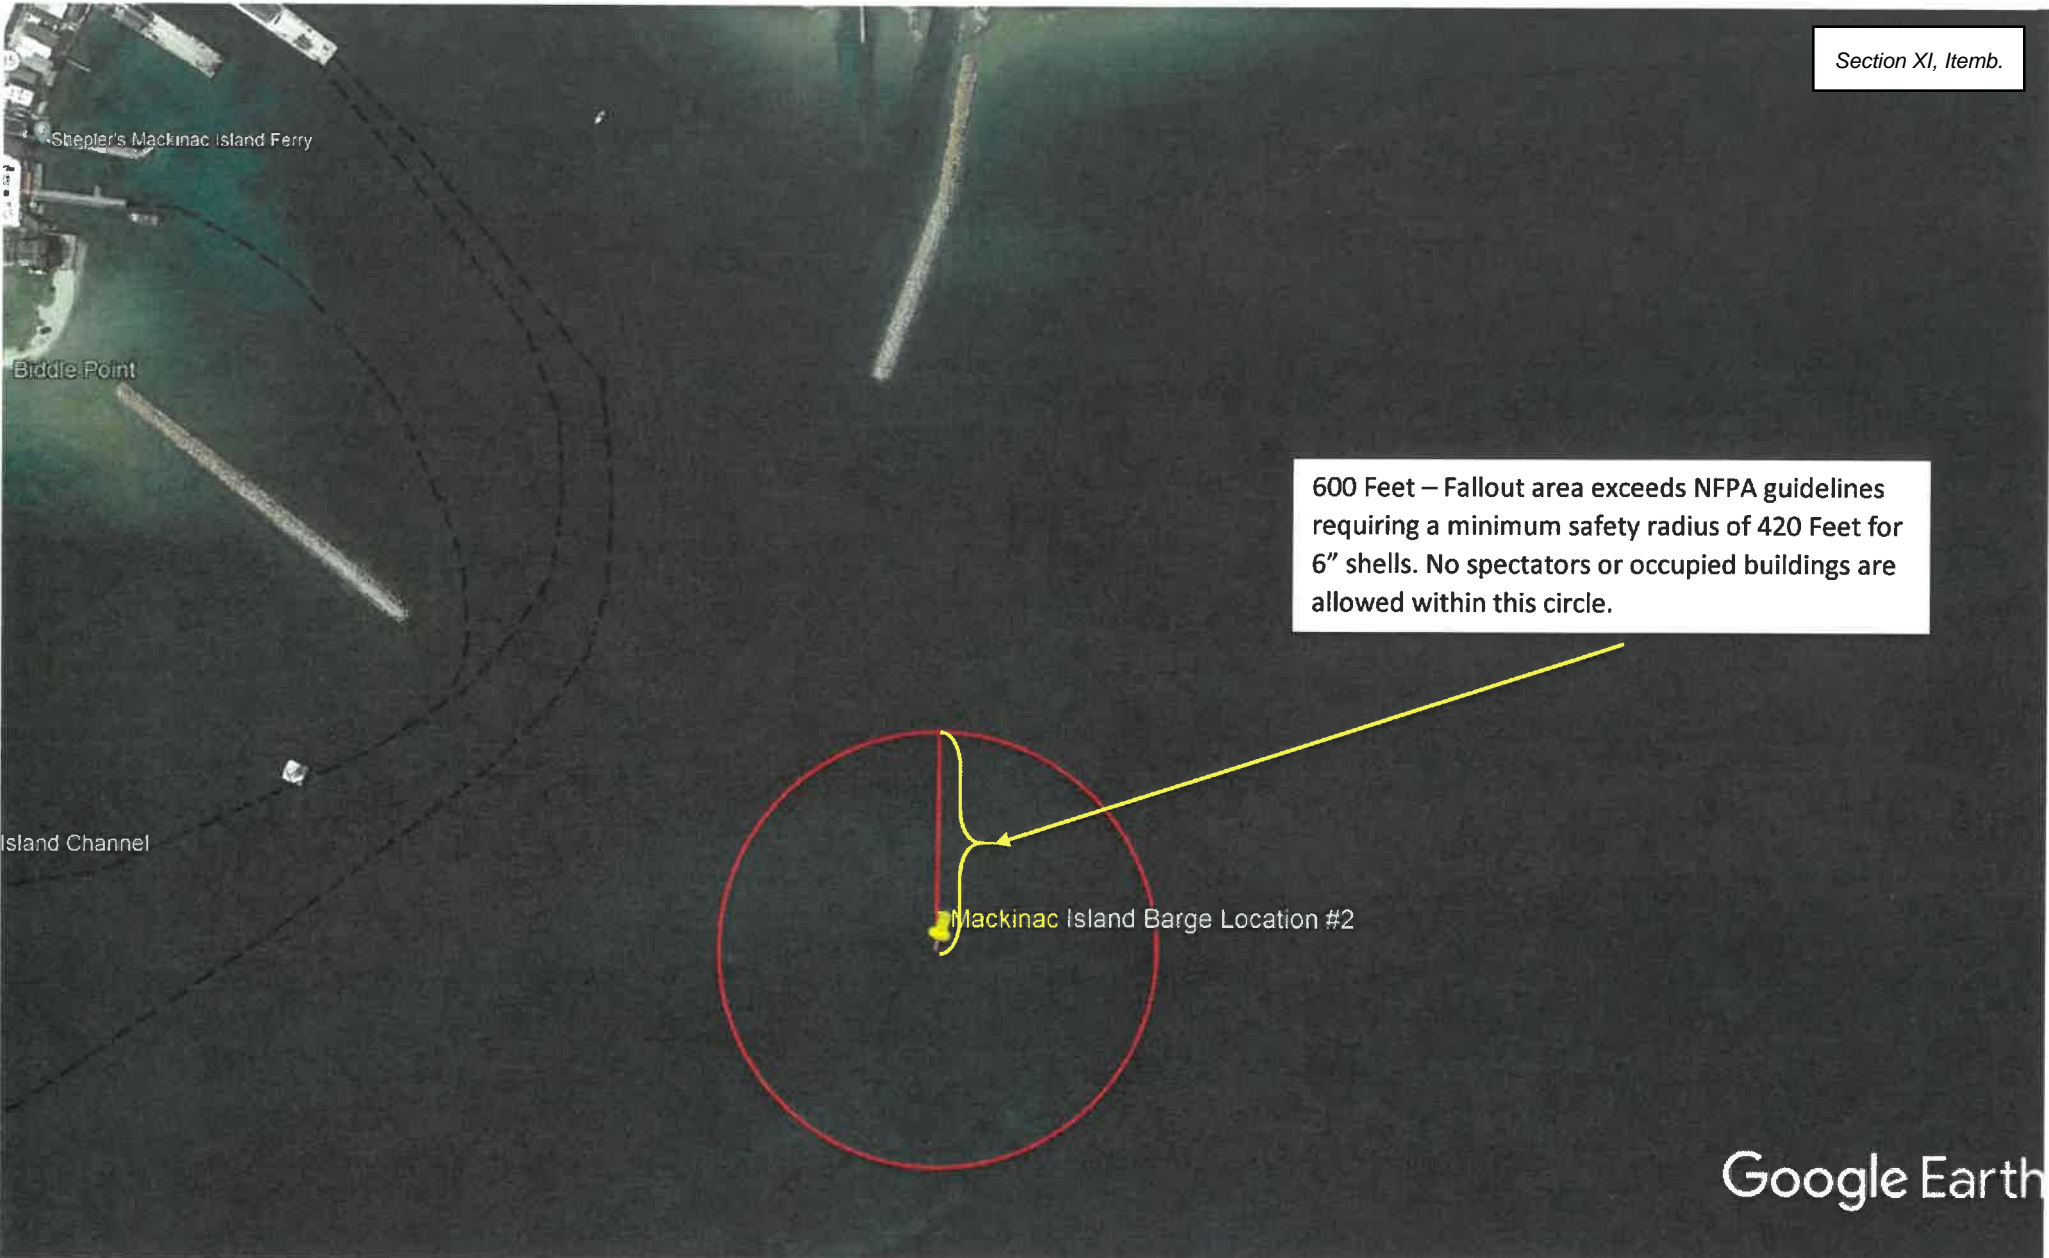 Section XI, Itemb.
Shepler's Mackinac Island Ferry
Biddle Point
600 Feet – Fallout area exceeds NFPA guidelines
requiring a minimum safety radius of 420 Feet for
6” shells. No spectators or occupied buildings are
allowed within this circle.
Island Channel
Mackinac Island Barge Location #2
Google Earth